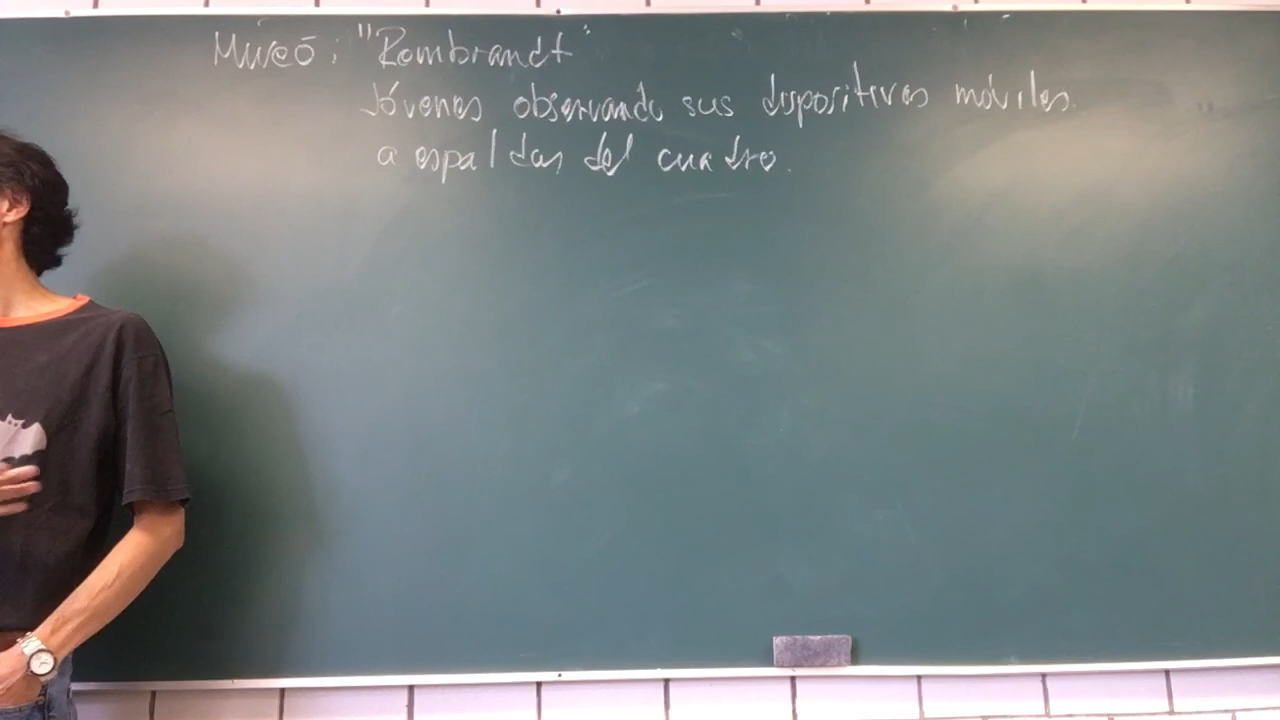 Museo: "Rembrandt"
Jóvenes observando sus dispositivos móviles
a espaldas del cuadro.